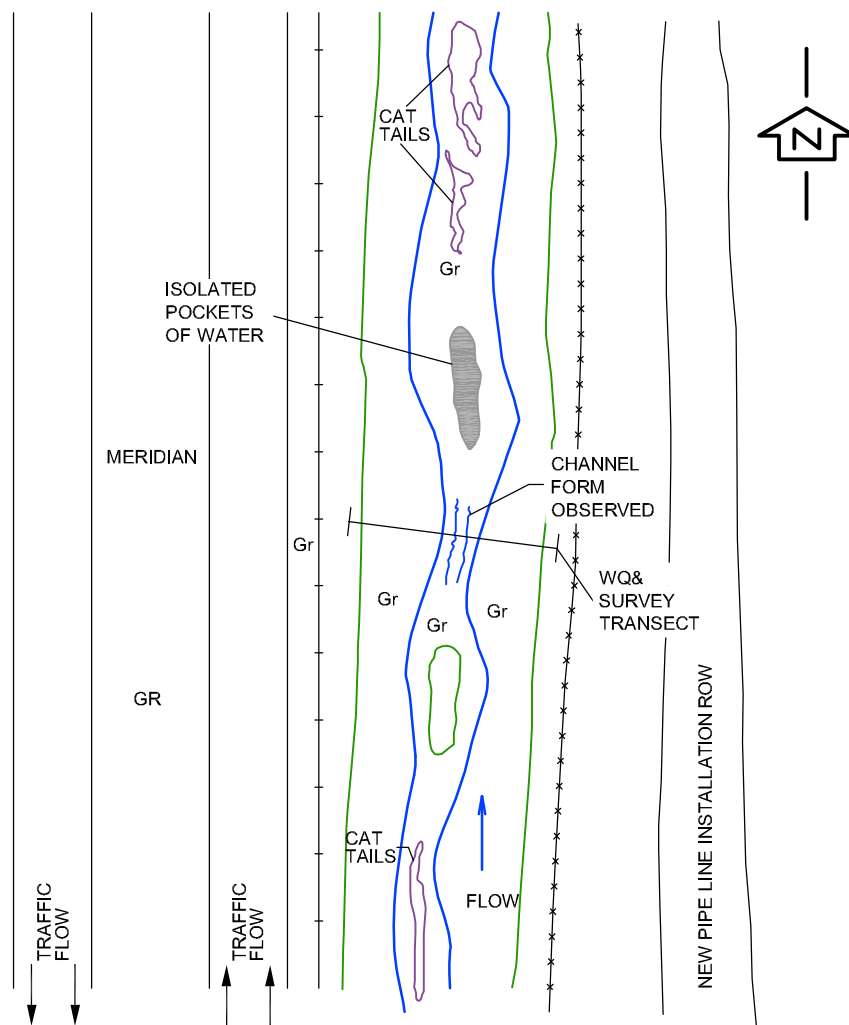 CAT
TAILS
N
Gr
ISOLATED
POCKETS
OF WATER
MERIDIAN
CHANNEL
FORM
OBSERVED
Gr
WQ&
SURVEY
TRANSECT
Gr
Gr
Gr
GR
NEW PIPE LINE INSTALLATION ROW
CAT
TAILS
FLOW
TRAFFIC
FLOW
TRAFFIC
FLOW